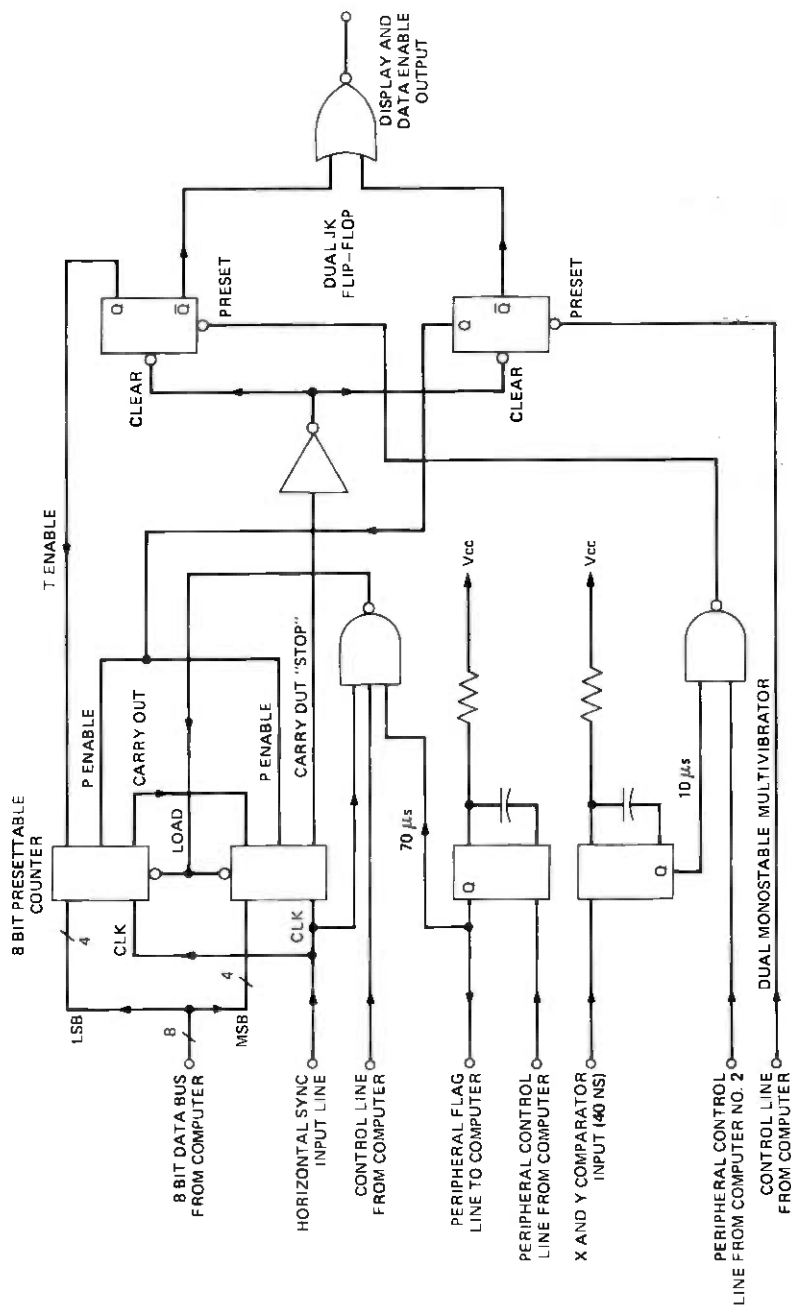 8 BIT PRESETTABLE
COUNTER
T ENABLE
P ENABLE
CARRY OUT
LOAD
P ENABLE
CARRY OUT "STOP"
LSB
4
CLK
8
MSB
4
CLK
8 BIT DATA BUS
FROM COMPUTER
HORIZONTAL SYNC
INPUT LINE
CONTROL LINE
FROM COMPUTER
PERIPHERAL FLAG
LINE TO COMPUTER
PERIPHERAL CONTROL
LINE FROM COMPUTER
X AND Y COMPARATOR
INPUT (40 NS)
PERIPHERAL CONTROL
LINE FROM COMPUTER NO. 2
CONTROL LINE
FROM COMPUTER
70 μs
Q
Vcc
Q
10 μs
Vcc
DUAL MONOSTABLE MULTIVIBRATOR
CLEAR
Q
Q̅
PRESET
DUAL JK
FLIP-FLOP
CLEAR
Q
Q̅
PRESET
DISPLAY AND
DATA ENABLE
OUTPUT